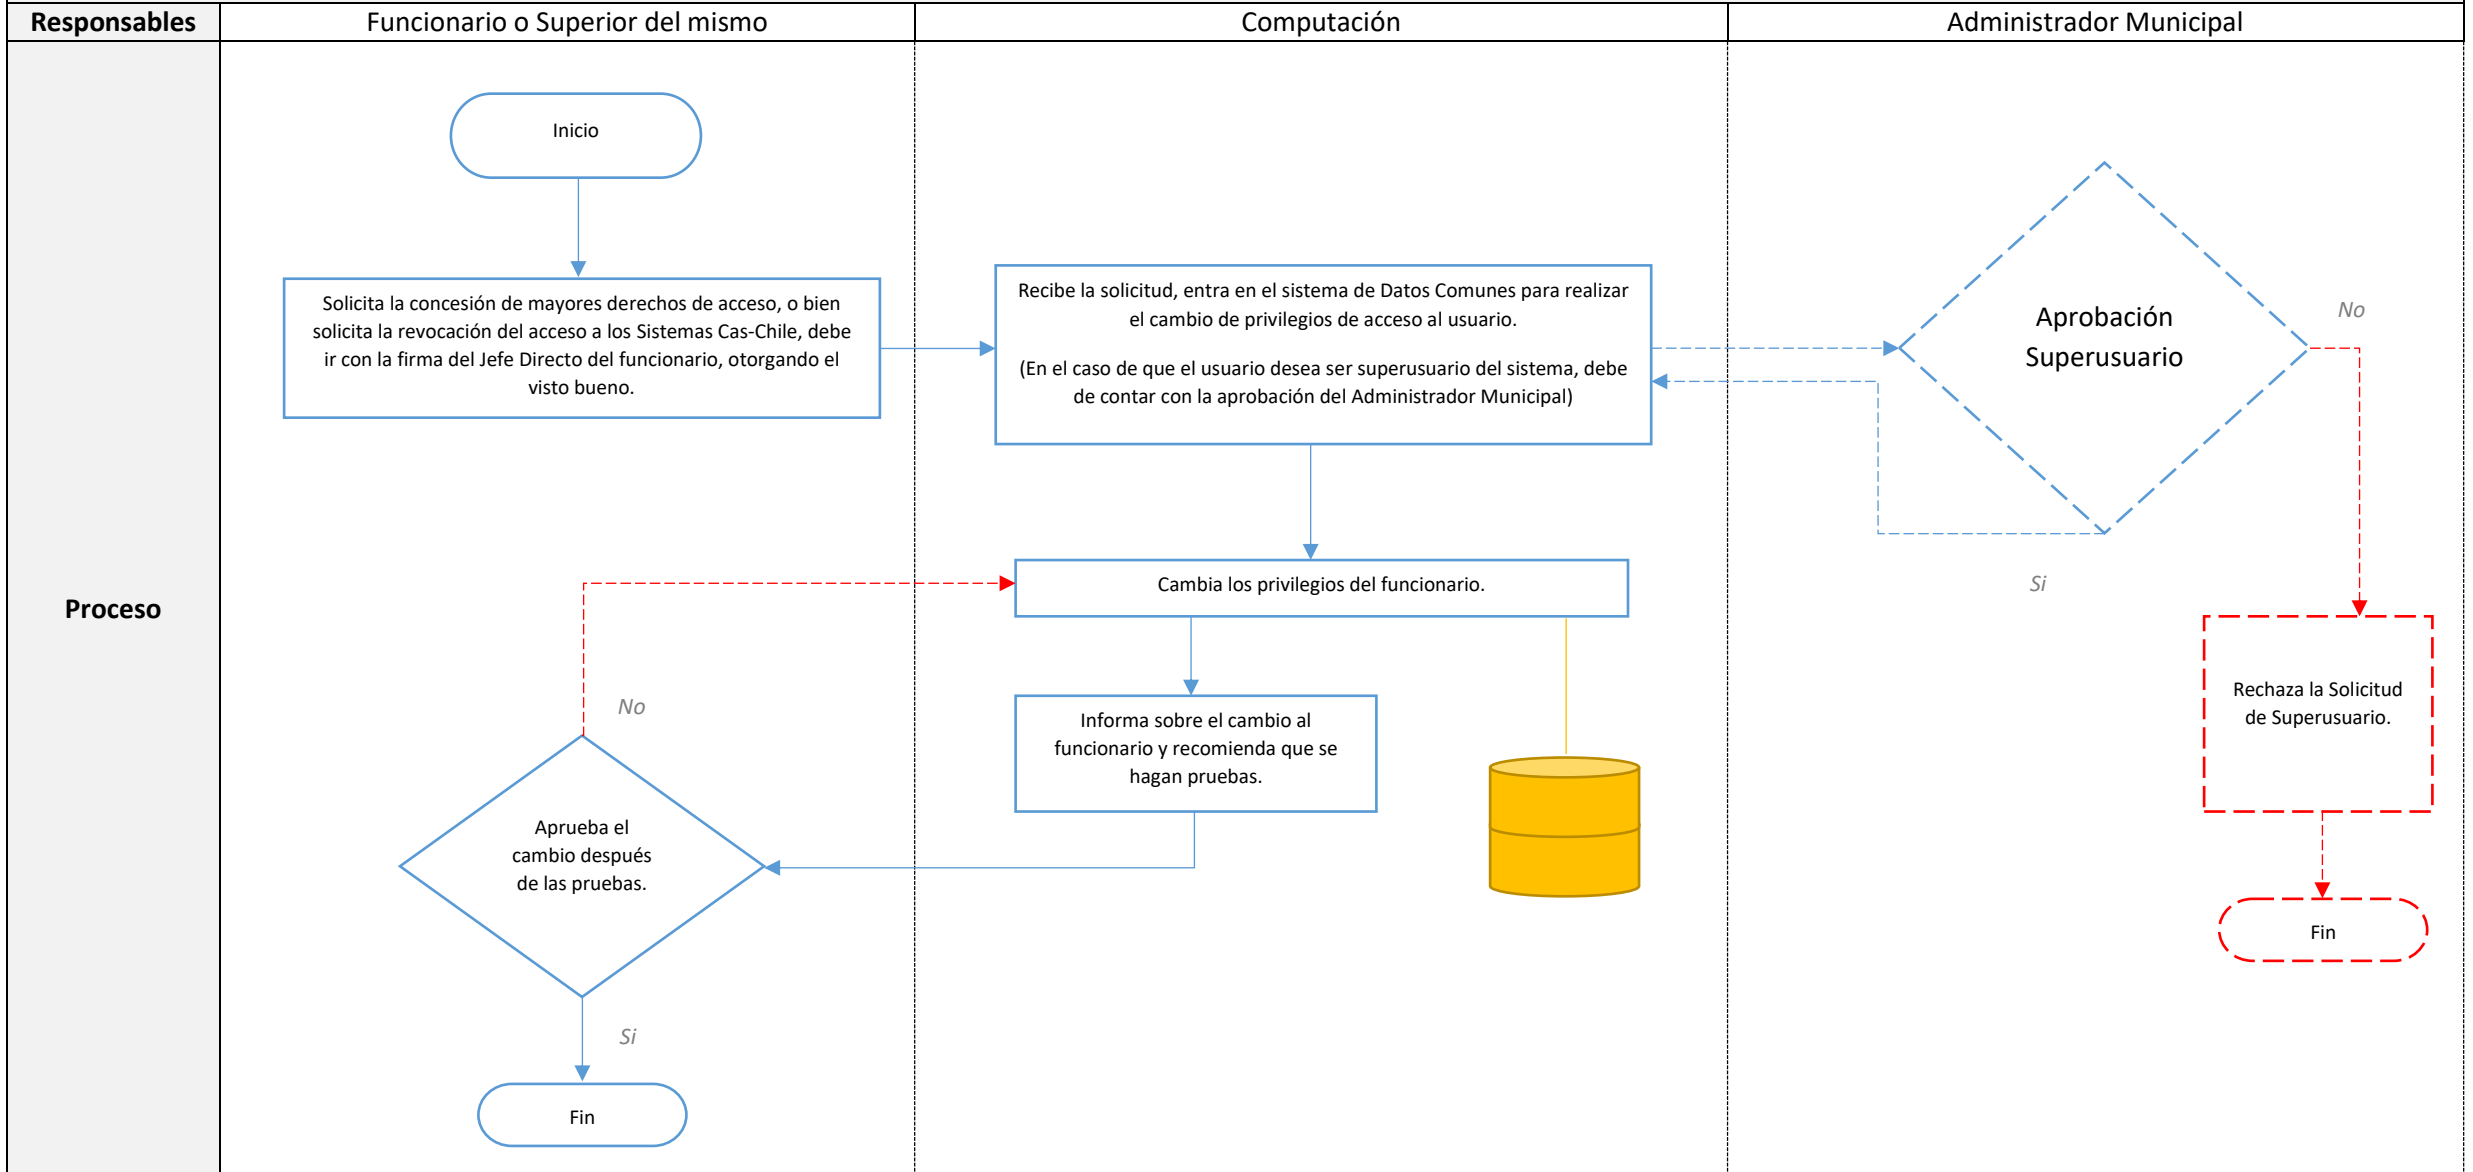 Responsables
Funcionario o Superior del mismo
Computación
Administrador Municipal
Proceso
Inicio
Solicita la concesión de mayores derechos de acceso, o bien
solicita la revocación del acceso a los Sistemas Cas-Chile, debe
ir con la firma del Jefe Directo del funcionario, otorgando el
visto bueno.
Recibe la solicitud, entra en el sistema de Datos Comunes para realizar
el cambio de privilegios de acceso al usuario.
(En el caso de que el usuario desea ser superusuario del sistema, debe
de contar con la aprobación del Administrador Municipal)
Aprobación
Superusuario
No
Si
Cambia los privilegios del funcionario.
Rechaza la Solicitud
de Superusuario.
Fin
Informa sobre el cambio al
funcionario y recomienda que se
hagan pruebas.
No
Aprueba el
cambio después
de las pruebas.
Si
Fin